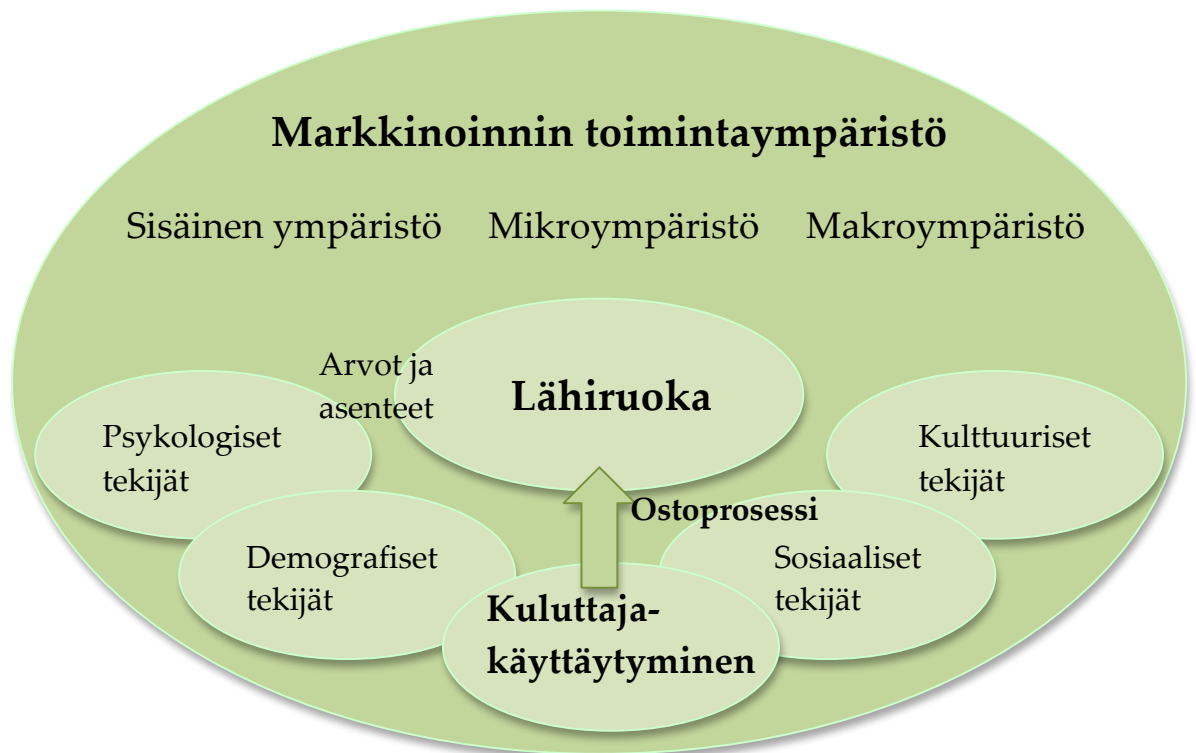 Markkinoinnin toimintaympäristö
Sisäinen ympäristö Mikroympäristö Makroympäristö
Arvot ja
asenteet
Lähiruoka
Psykologiset
tekijät
Kulttuuriset
tekijät
Ostoprosessi
Demografiset
tekijät
Sosiaaliset
tekijät
Kuluttaja-
käyttäytyminen